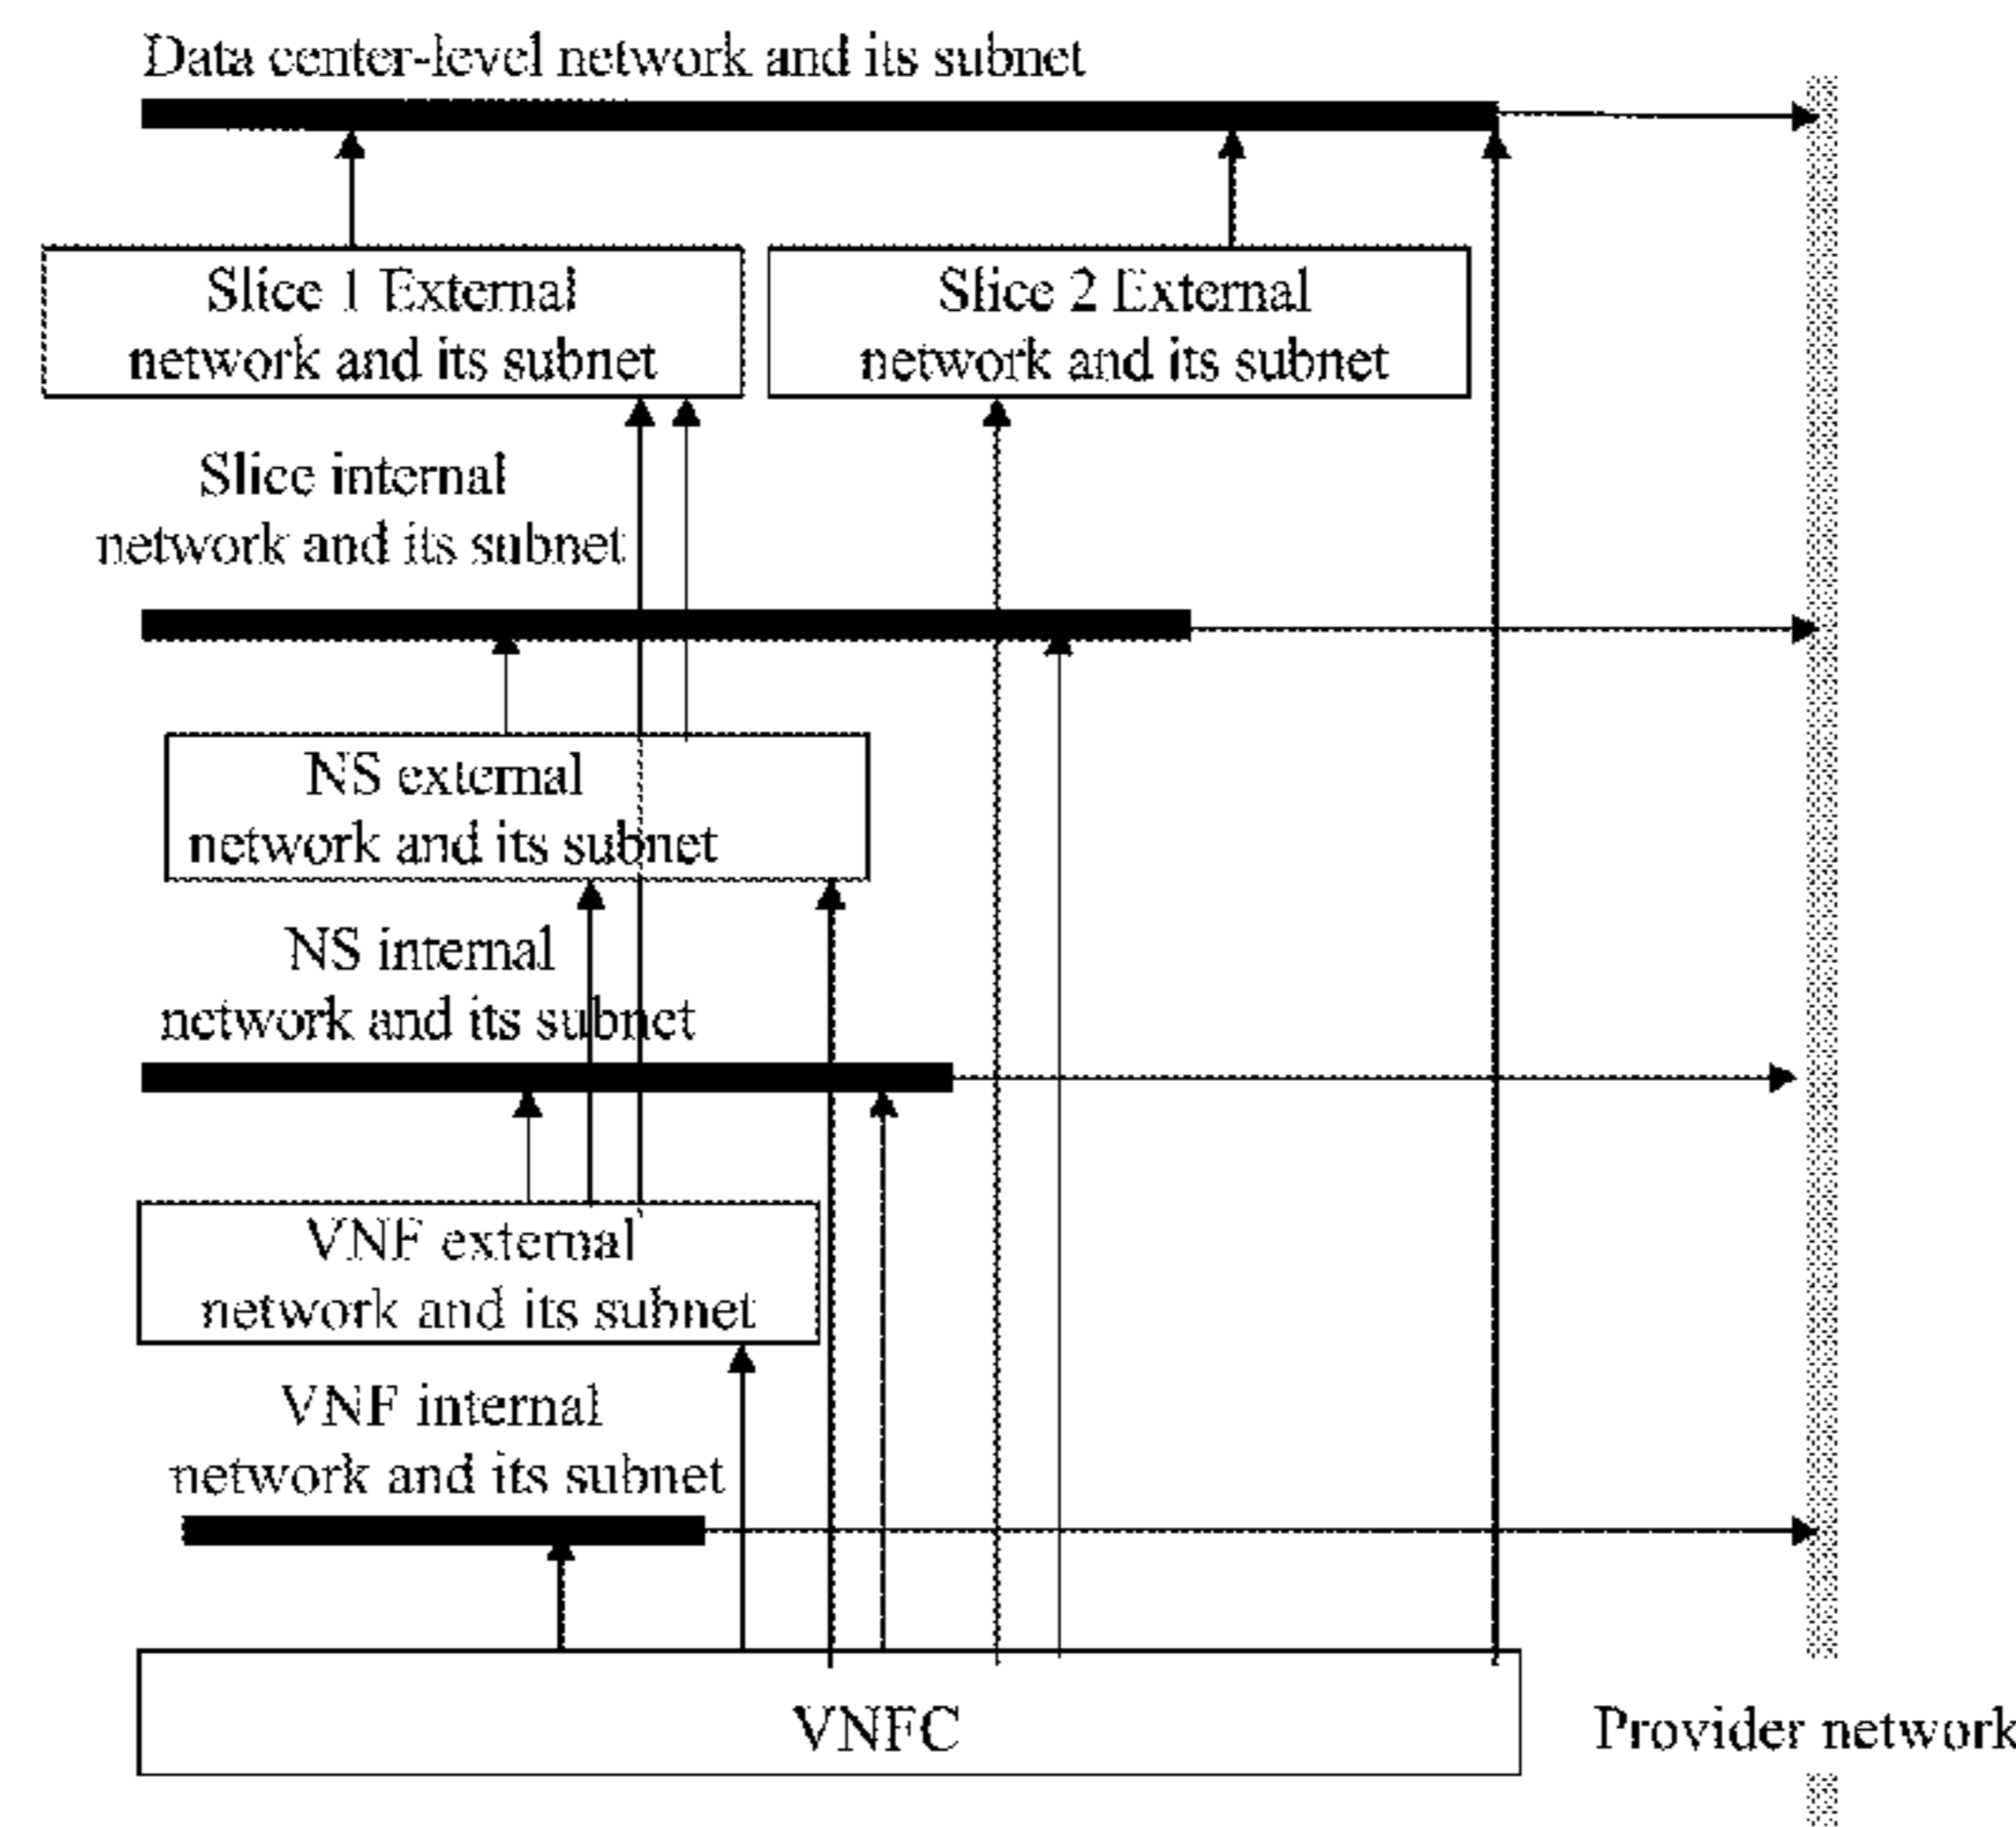 Data center-level network and its subnet
Slice 1 External
network and its subnet
Slice 2 External
network and its subnet
Slice internal
network and its subnet
NS external
network and its subnet
NS internal
network and its subnet
VNF external
network and its subnet
VNF internal
network and its subnet
VNFC
Provider network